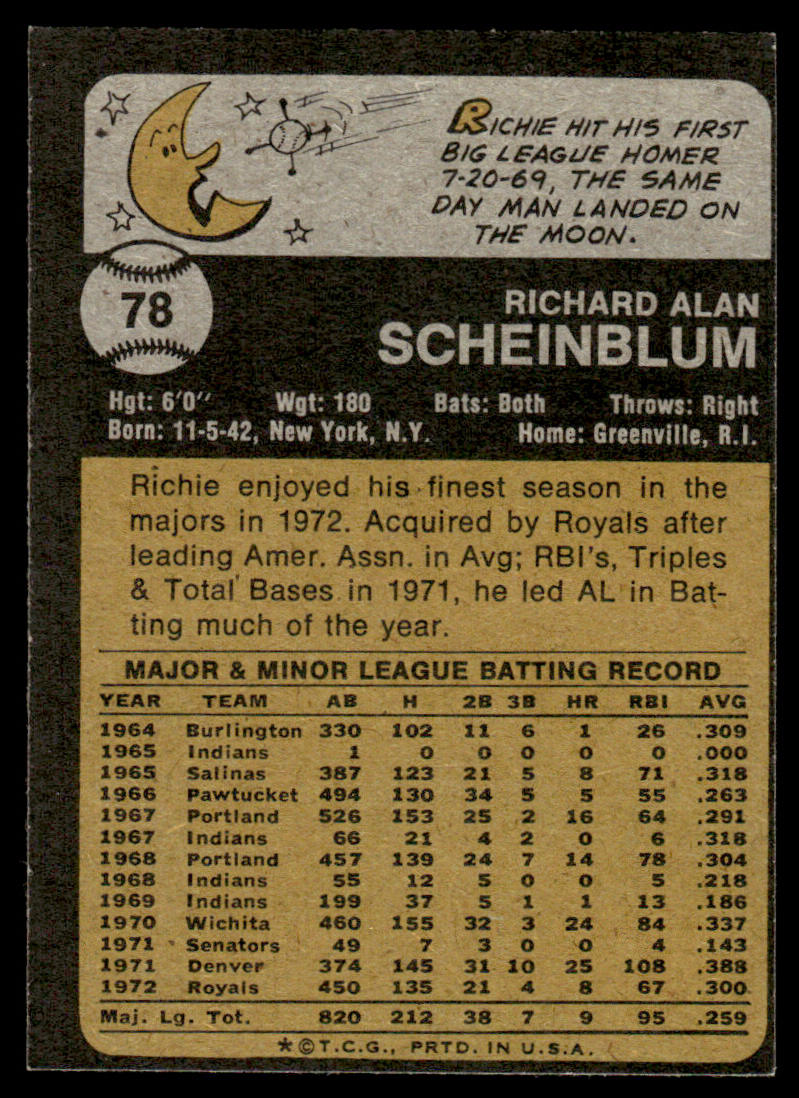 RICHIE HIT HIS FIRST
BIG LEAGUE HOMER
7-20-69, THE SAME
DAY MAN LANDED ON
THE MOON.
78
RICHARD ALAN
SCHEINBLUM
Hgt: 6'0" Wgt: 180 Bats: Both Throws: Right
Born: 11-5-42, New York, N.Y. Home: Greenville, R.I.
Richie enjoyed his finest season in the
majors in 1972. Acquired by Royals after
leading Amer. Assn. in Avg; RBI's, Triples
& Total Bases in 1971, he led AL in Bat-
ting much of the year.
MAJOR & MINOR LEAGUE BATTING RECORD
YEAR TEAM AB H 2B 3B HR RBI AVG
1964 Burlington 330 102 11 6 1 26 .309
1965 Indians 1 0 0 0 0 0 .000
1965 Salinas 387 123 21 5 8 71 .318
1966 Pawtucket 494 130 34 5 5 55 .263
1967 Portland 526 153 25 2 16 64 .291
1967 Indians 66 21 4 2 0 6 .318
1968 Portland 457 139 24 7 14 78 .304
1968 Indians 55 12 5 0 0 5 .218
1969 Indians 199 37 5 1 1 13 .186
1970 Wichita 460 155 32 3 24 84 .337
1971 Senators 49 7 3 0 0 4 .143
1971 Denver 374 145 31 10 25 108 .388
1972 Royals 450 135 21 4 8 67 .300
Maj. Lg. Tot. 820 212 38 7 9 95 .259
*©T.C.G., PRTD. IN U.S.A.